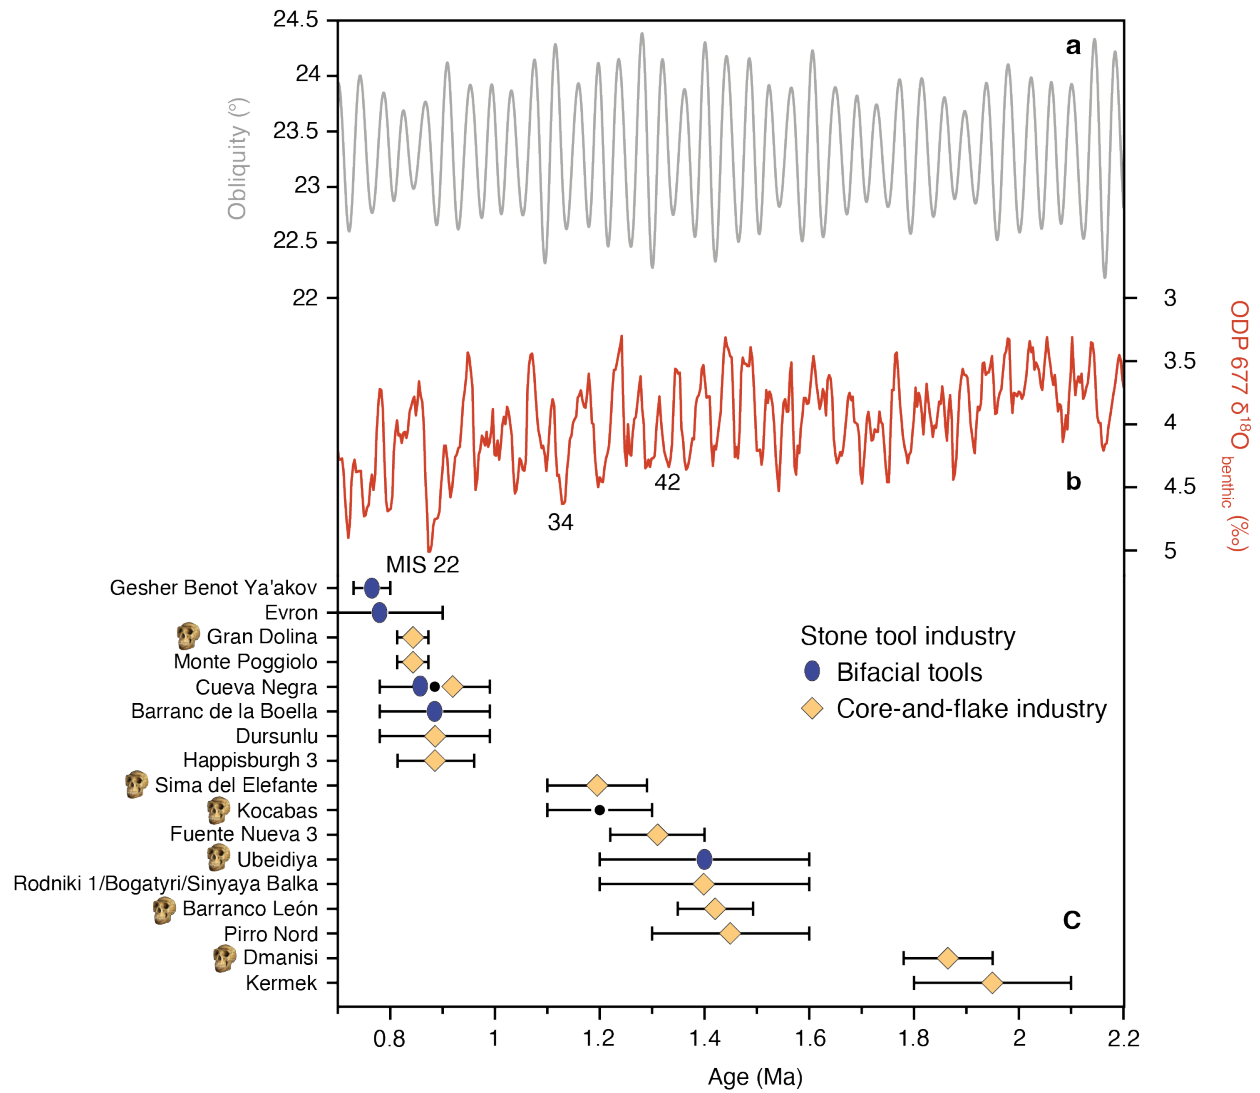 24.5
24
23.5
23
22.5
22
Obliquity (°)
a
3
3.5
4
4.5
5
ODP 677 δ18O benthic (‰)
b
42
34
MIS 22
Gesher Benot Ya'akov
Evron
Gran Dolina
Monte Poggiolo
Cueva Negra
Barranc de la Boella
Dursunlu
Happisburgh 3
Sima del Elefante
Kocabas
Fuente Nueva 3
Ubeidiya
Rodniki 1/Bogatyri/Sinyaya Balka
Barranco León
Pirro Nord
Dmanisi
Kermek
Stone tool industry
Bifacial tools
Core-and-flake industry
C
0.8 1 1.2 1.4 1.6 1.8 2 2.2
Age (Ma)